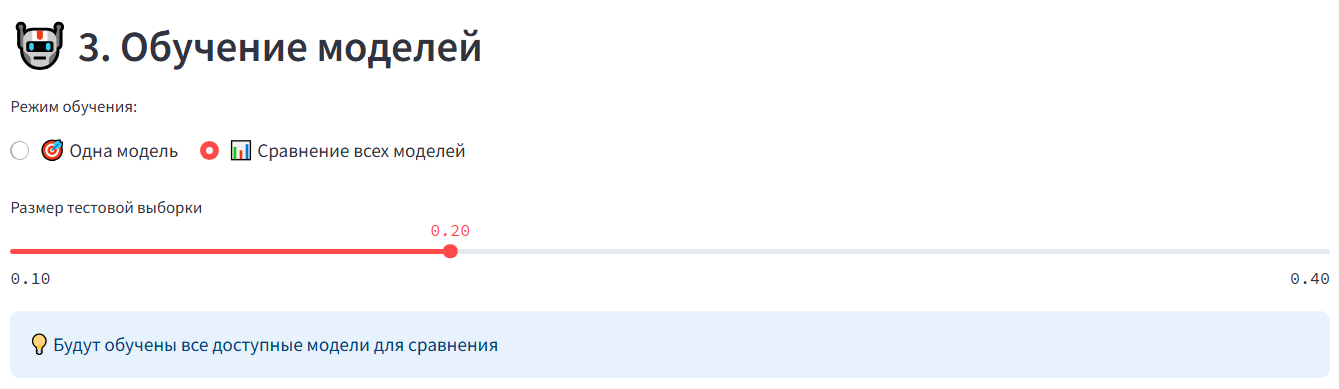 3. Обучение моделей
Режим обучения:
Одна модель Сравнение всех моделей
Размер тестовой выборки
0.20
0.10 0.40
Будут обучены все доступные модели для сравнения